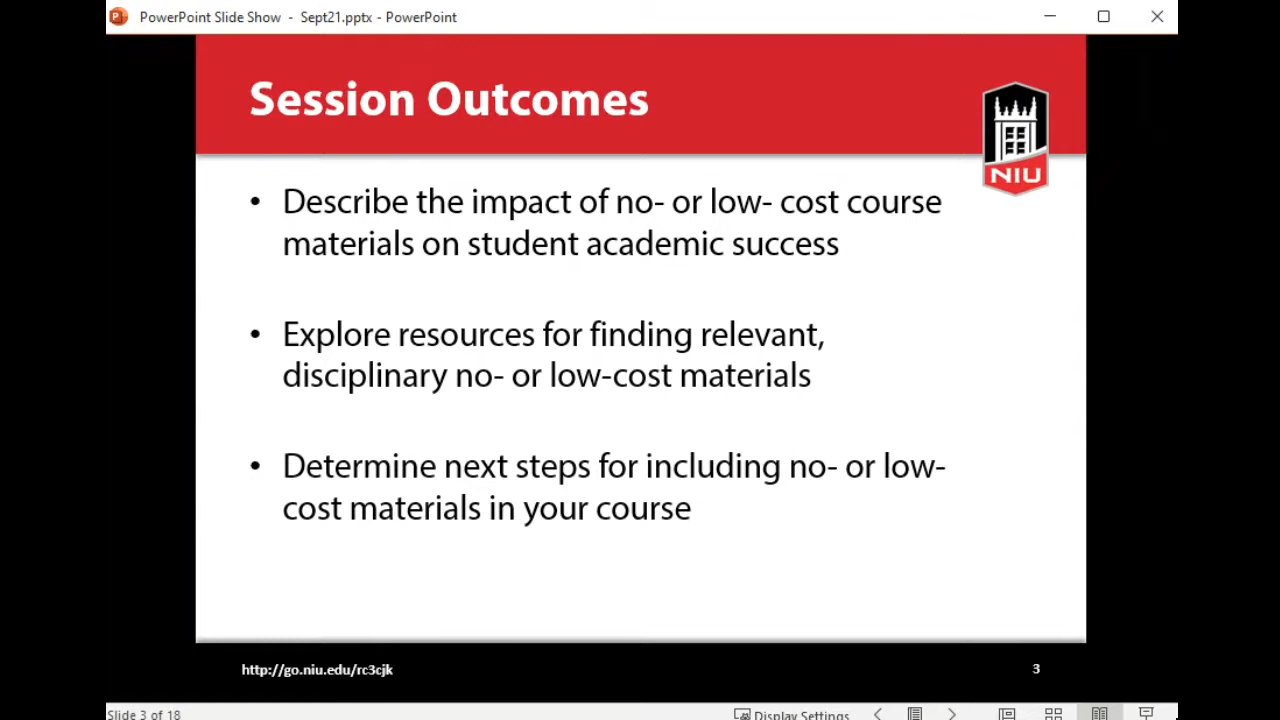 PowerPoint Slide Show - Sept21.pptx - PowerPoint
Session Outcomes
NIU
• Describe the impact of no- or low- cost course
materials on student academic success
• Explore resources for finding relevant,
disciplinary no- or low-cost materials
• Determine next steps for including no- or low-
cost materials in your course
http://go.niu.edu/rc3cjk
3
Slide 3 of 18
Display Settings